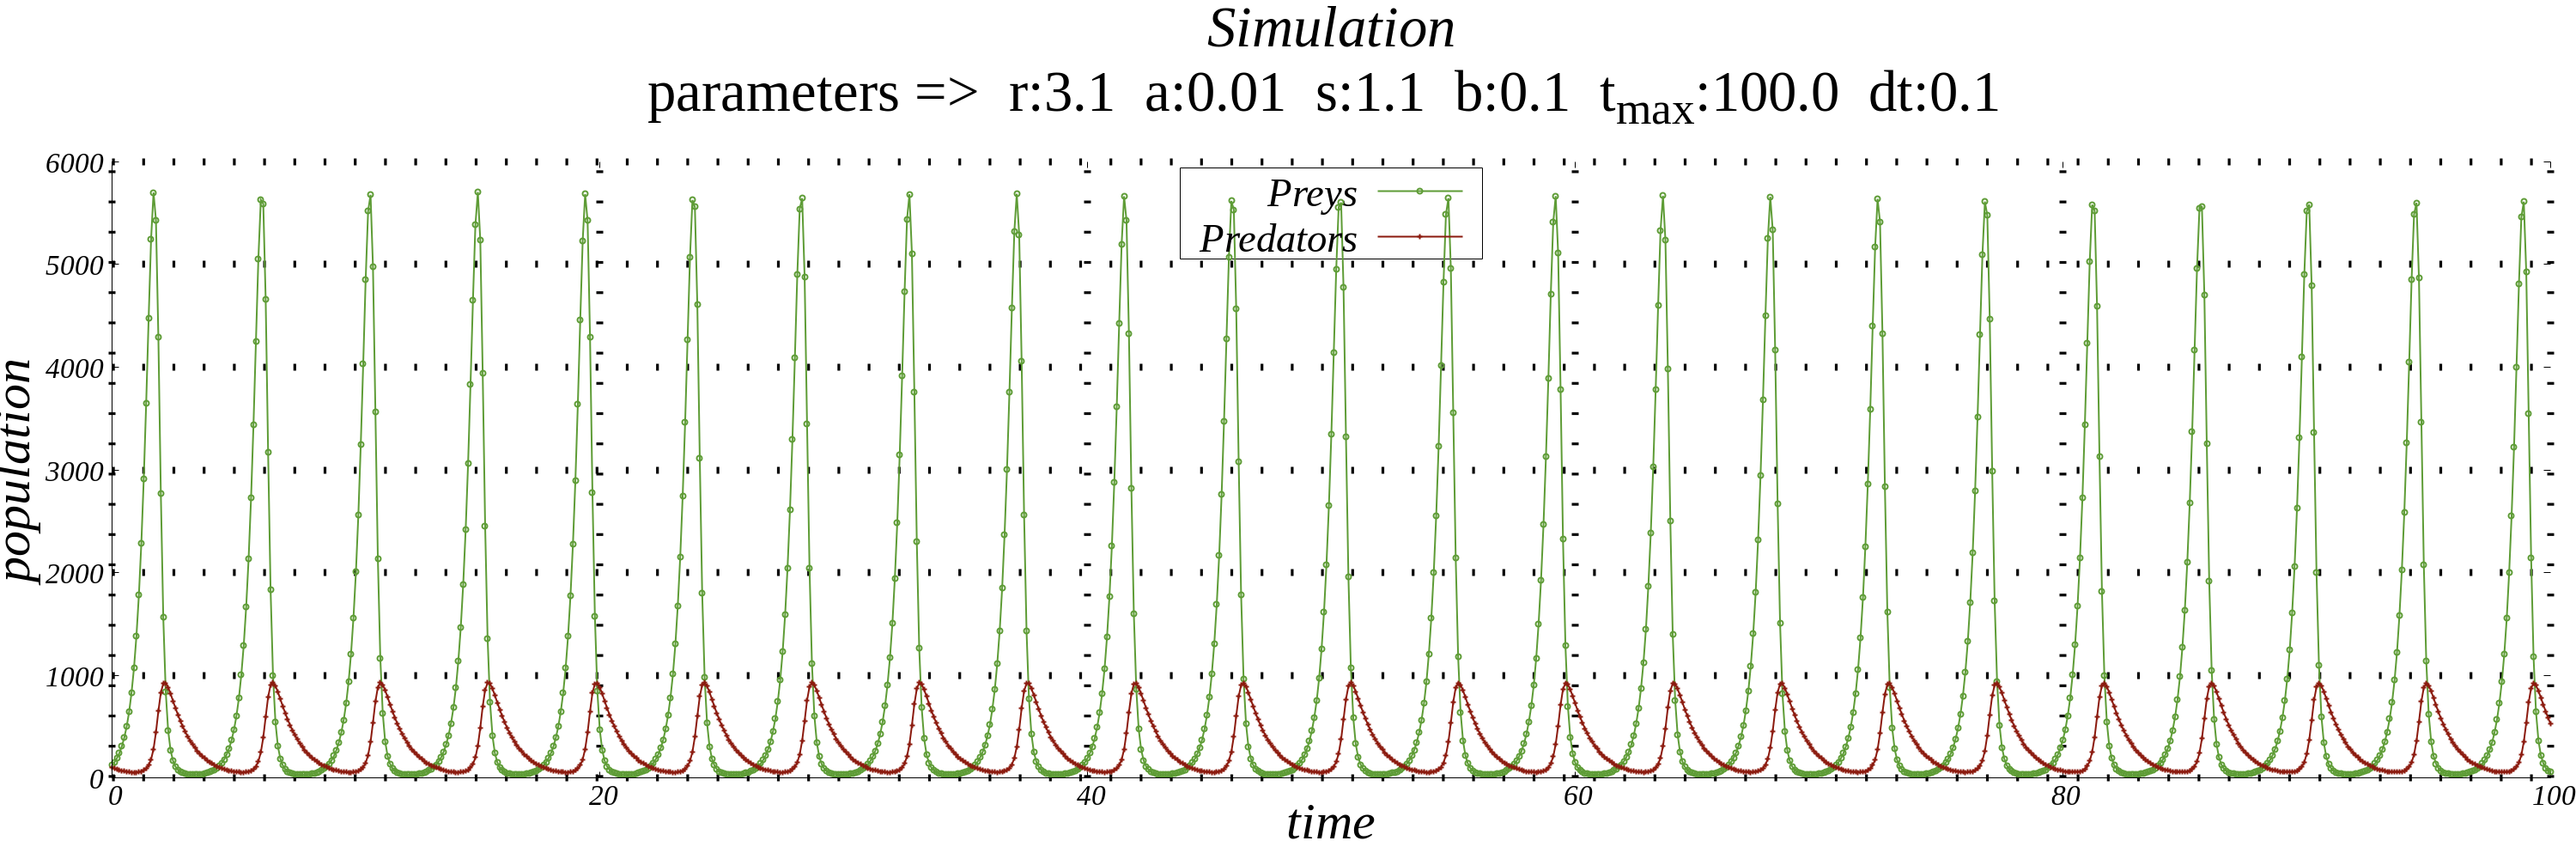 Simulation
parameters => r:3.1 a:0.01 s:1.1 b:0.1 tmax:100.0 dt:0.1
6000
5000
4000
3000
2000
1000
0
population
Preys
Predators
0 20 40 60 80 100
time